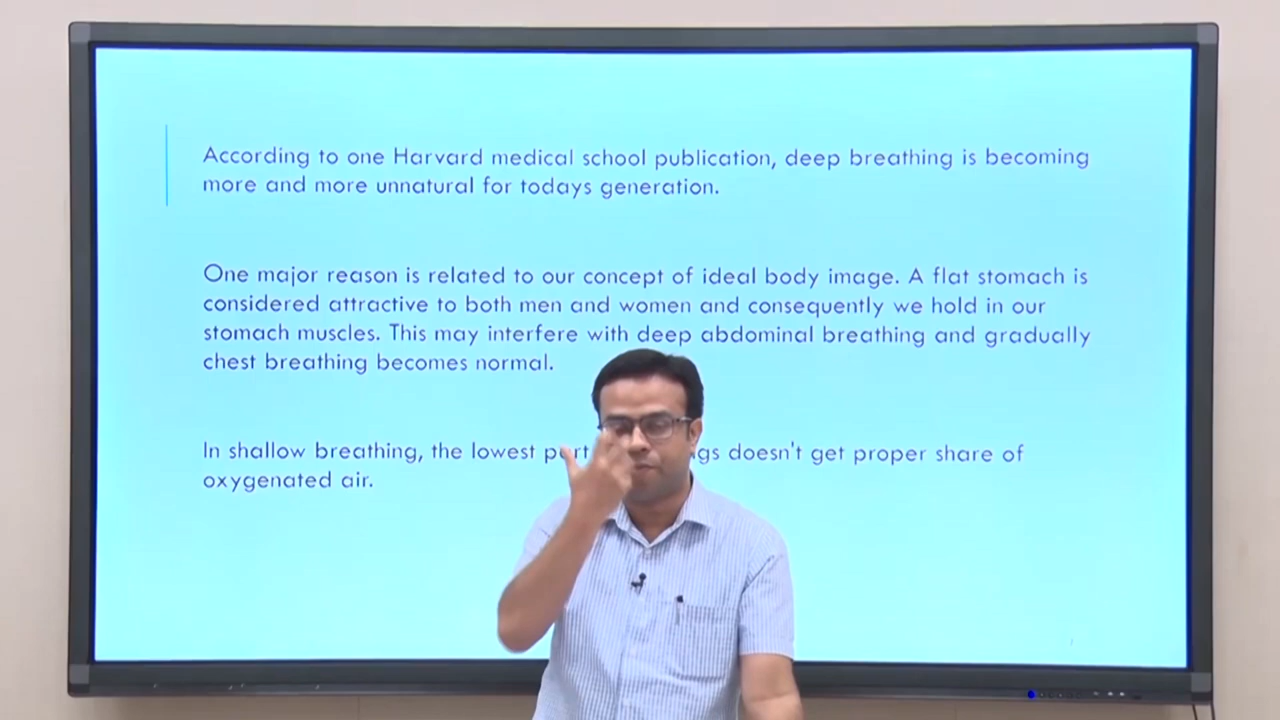 According to one Harvard medical school publication, deep breathing is becoming
more and more unnatural for todays generation.
One major reason is related to our concept of ideal body image. A flat stomach is
considered attractive to both men and women and consequently we hold in our
stomach muscles. This may interfere with deep abdominal breathing and gradually
chest breathing becomes normal.
In shallow breathing, the lowest doesn't get proper share of
oxygenated air.